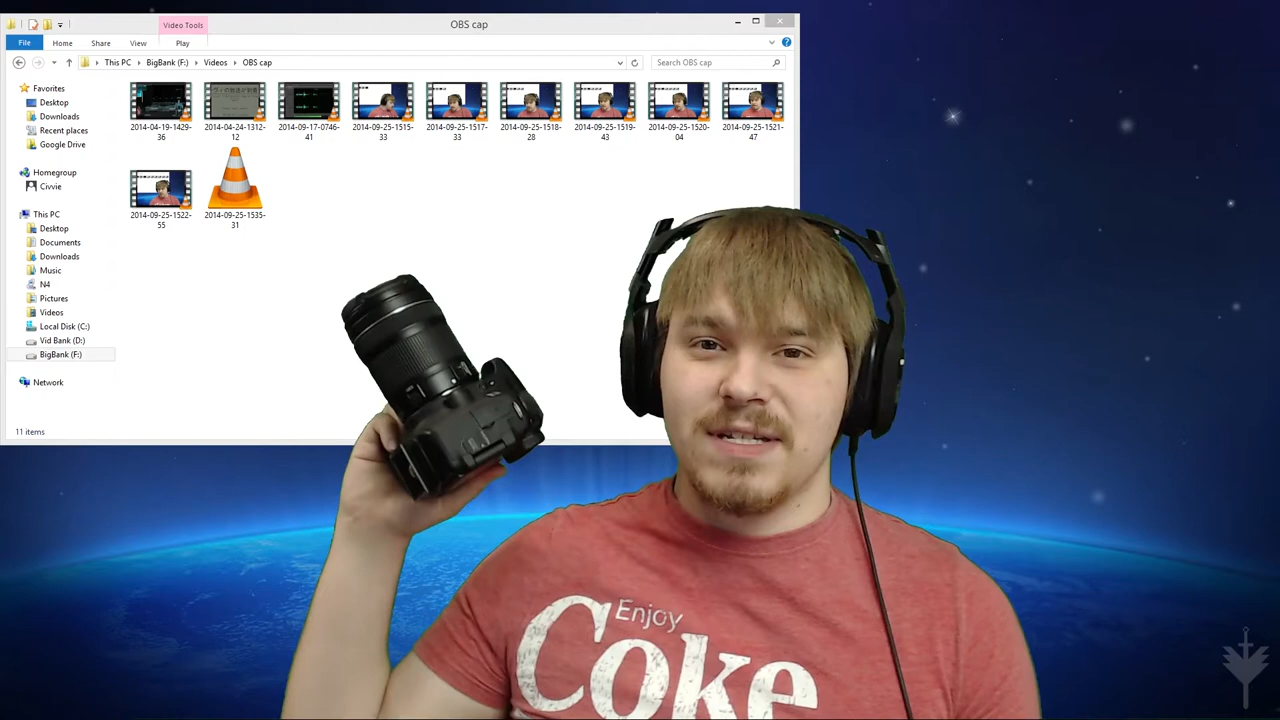 Video Tools
OBS cap
File Home Share View Play
This PC BigBank (F:) Videos OBS cap
Search OBS cap
Favorites
Desktop
Downloads
Recent places
Google Drive
Homegroup
Civvie
This PC
Desktop
Documents
Downloads
Music
N4
Pictures
Videos
Local Disk (C:)
Vid Bank (D:)
BigBank (F:)
Network
2014-04-19-1429-
36
2014-04-24-1312-
12
2014-09-17-0746-
41
2014-09-25-1515-
33
2014-09-25-1517-
33
2014-09-25-1518-
28
2014-09-25-1519-
43
2014-09-25-1520-
04
2014-09-25-1521-
47
2014-09-25-1522-
55
2014-09-25-1535-
31
11 items
Enjoy
Coke